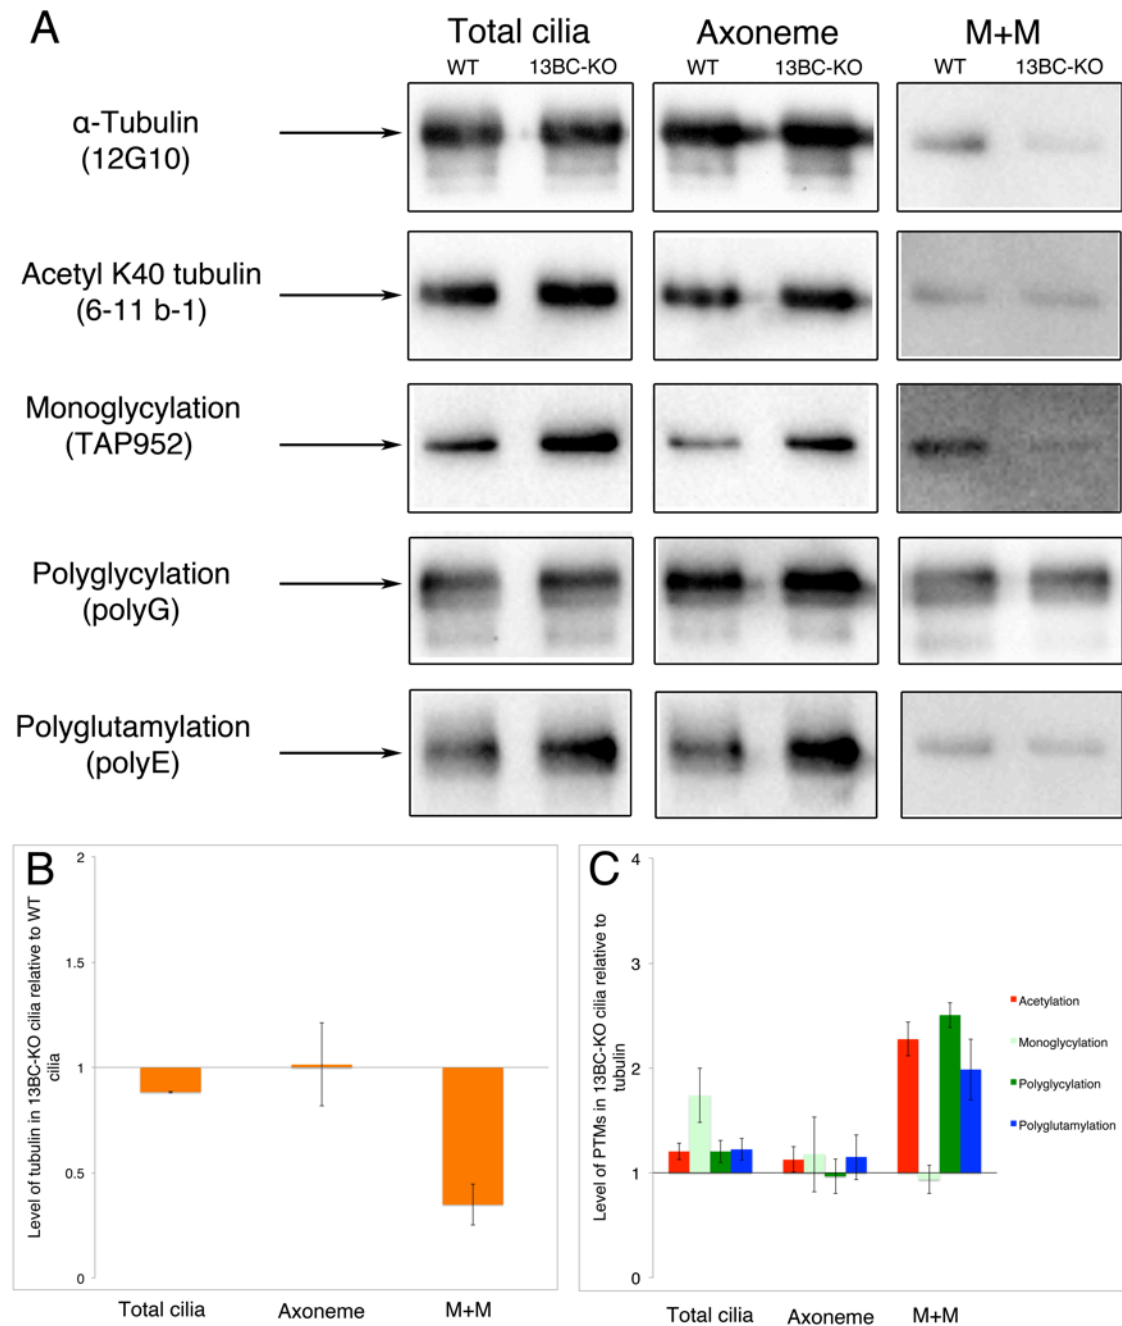 A
Total cilia
Axoneme
M+M
WT
13BC-KO
WT
13BC-KO
WT
13BC-KO
α-Tubulin
(12G10)
Acetyl K40 tubulin
(6-11 b-1)
Monoglycylation
(TAP952)
Polyglycylation
(polyG)
Polyglutamylation
(polyE)
B
Level of tubulin in 13BC-KO cilia relative to WT
cilia
2
1.5
1
0.5
0
Total cilia
Axoneme
M+M
C
Level of PTMs in 13BC-KO cilia relative to
tubulin
4
3
2
1
0
Total cilia
Axoneme
M+M
Acetylation
Monoglycylation
Polyglycylation
Polyglutamylation